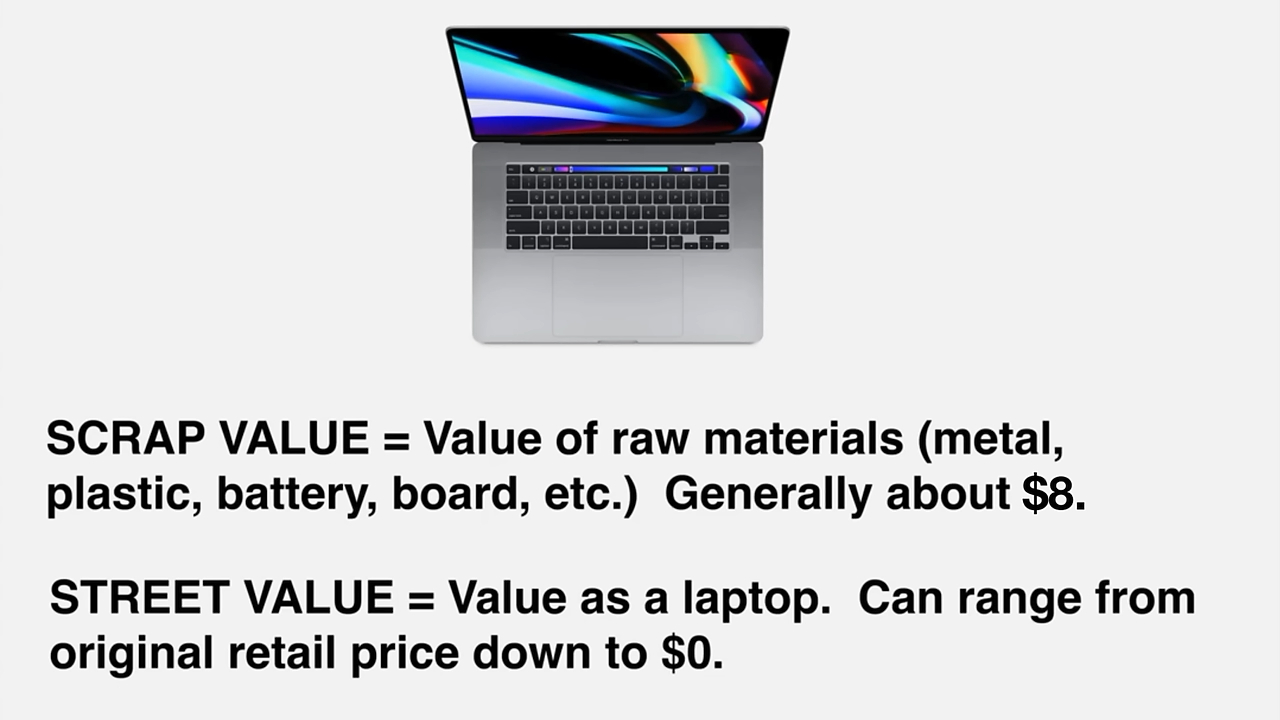 SCRAP VALUE = Value of raw materials (metal,
plastic, battery, board, etc.)  Generally about $8.
STREET VALUE = Value as a laptop.  Can range from
original retail price down to $0.